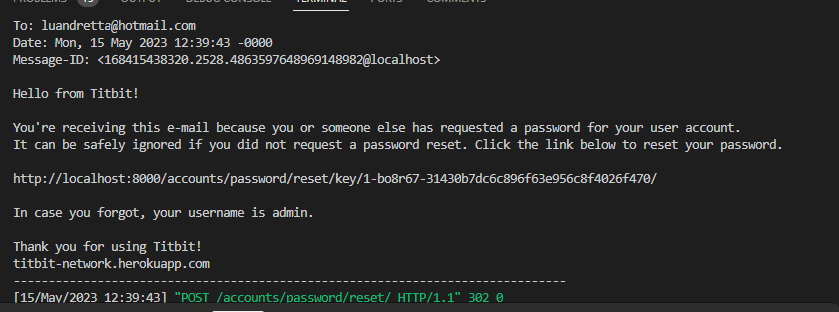 PROBLEMS 19 OUTPUT DEBUG CONSOLE TERMINAL PORTS COMMENTS
To: luandretta@hotmail.com
Date: Mon, 15 May 2023 12:39:43 -0000
Message-ID: <168415438320.2528.4863597648969148982@localhost>
Hello from Titbit!
You're receiving this e-mail because you or someone else has requested a password for your user account.
It can be safely ignored if you did not request a password reset. Click the link below to reset your password.
http://localhost:8000/accounts/password/reset/key/1-bo8r67-31430b7dc6c896f63e956c8f4026f470/
In case you forgot, your username is admin.
Thank you for using Titbit!
titbit-network.herokuapp.com
-------------------------------------------------------------------------------
[15/May/2023 12:39:43] "POST /accounts/password/reset/ HTTP/1.1" 302 0